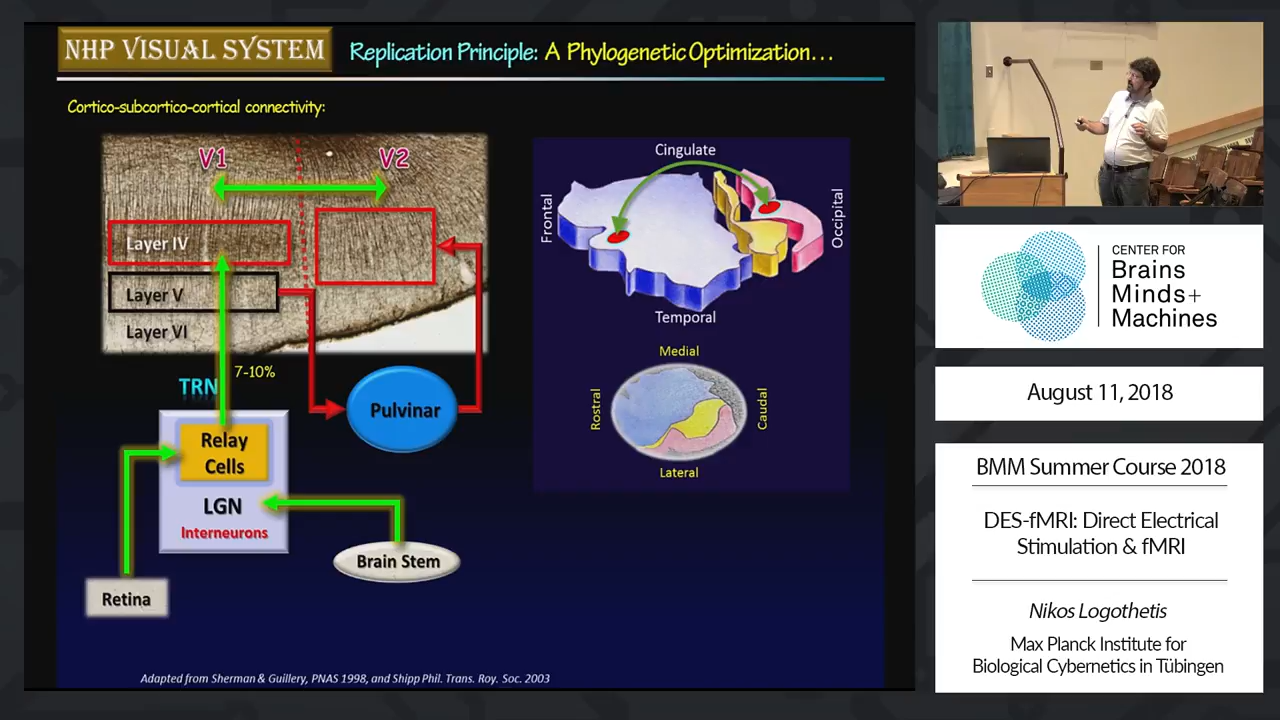 NHP VISUAL SYSTEM
Replication Principle: A Phylogenetic Optimization...
Cortico-subcortico-cortical connectivity:
V1
V2
Layer IV
Layer V
Layer VI
TRN
7-10%
Pulvinar
Relay
Cells
LGN
Interneurons
Brain Stem
Retina
Cingulate
Frontal
Occipital
Temporal
Medial
Rostral
Caudal
Lateral
Adapted from Sherman & Guillery, PNAS 1998, and Shipp Phil. Trans. Roy. Soc. 2003
CENTER FOR
Brains
Minds+
Machines
August 11, 2018
BMM Summer Course 2018
DES-fMRI: Direct Electrical
Stimulation & fMRI
Nikos Logothetis
Max Planck Institute for
Biological Cybernetics in Tübingen